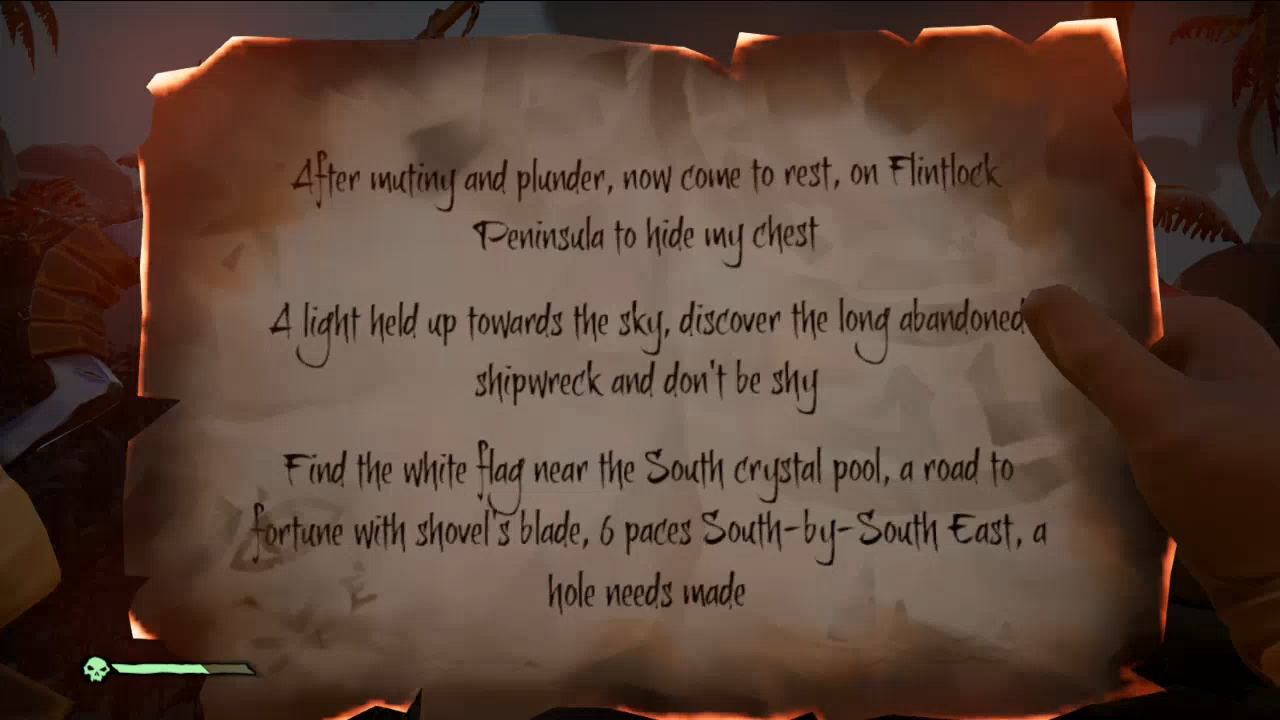 After mutiny and plunder, now come to rest, on Flintlock
Peninsula to hide my chest
A light held up towards the sky, discover the long abandoned
shipwreck and don't be shy
Find the white flag near the South crystal pool, a road to
fortune with shovel's blade, 6 paces South-by-South East, a
hole needs made